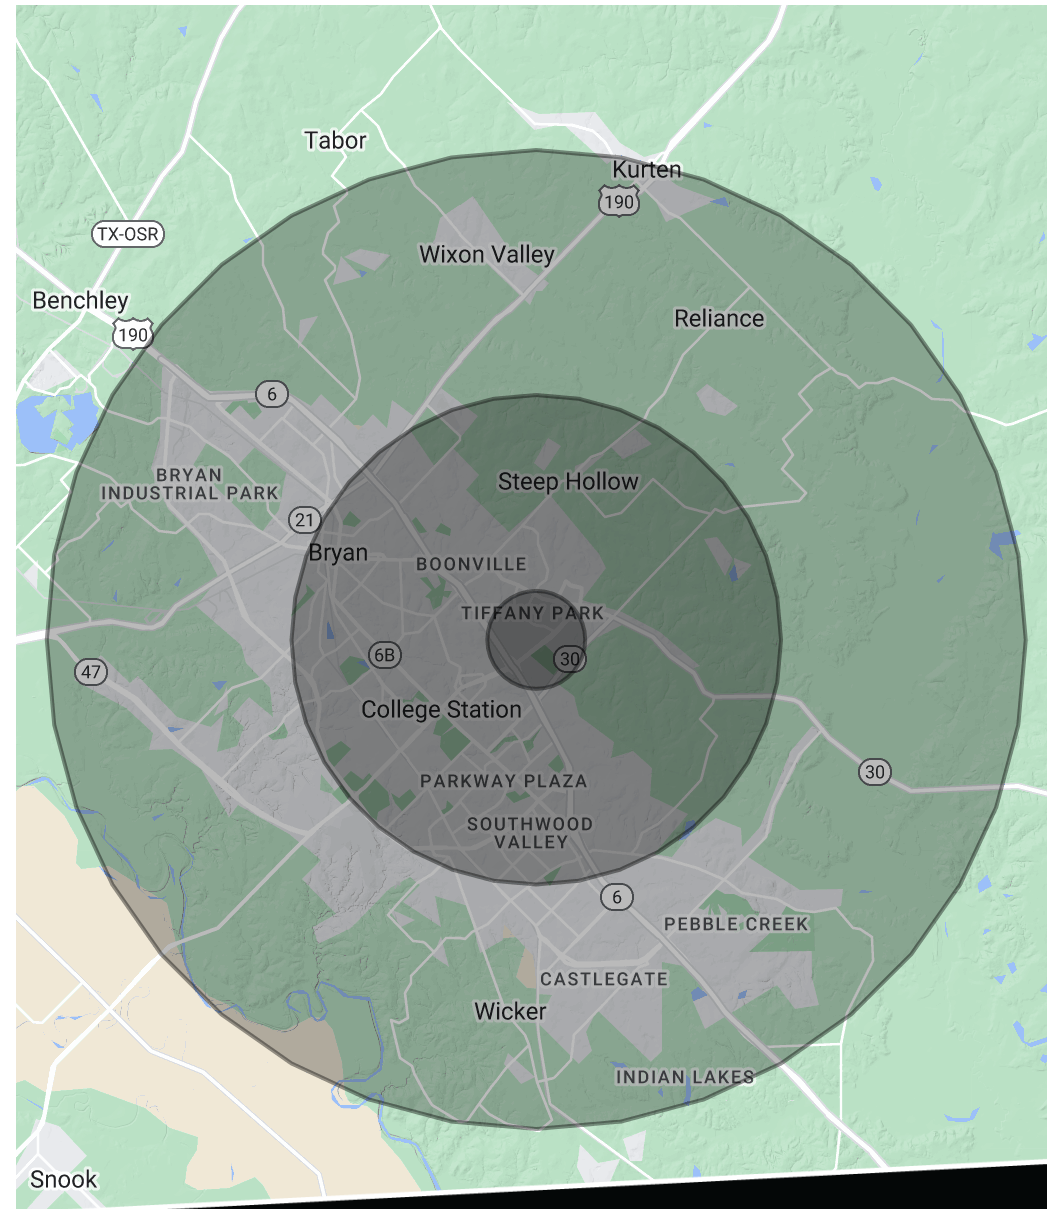 Tabor
Kurten
190
TX-OSR
Wixon Valley
Benchley
190
Reliance
6
BRYAN
INDUSTRIAL PARK
Steep Hollow
21
Bryan
BOONVILLE
TIFFANY PARK
6B
30
47
College Station
PARKWAY PLAZA
30
SOUTHWOOD
VALLEY
6
PEBBLE CREEK
CASTLEGATE
Wicker
INDIAN LAKES
Snook